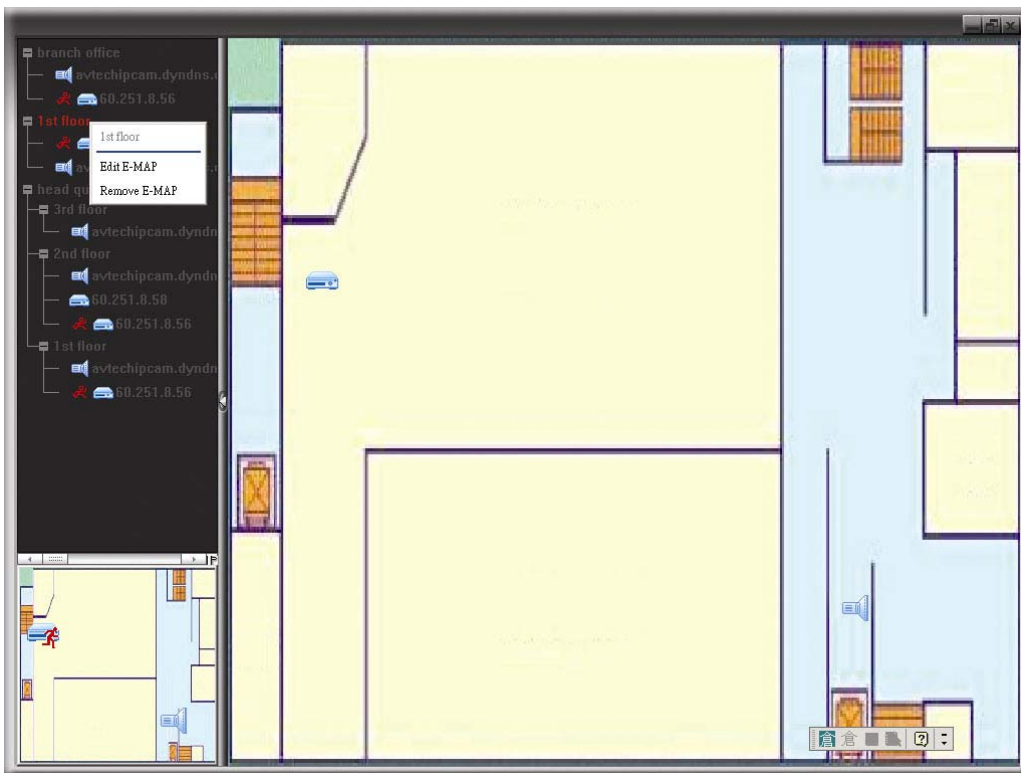 branch office
avtechipcam.dyndns.
60.251.8.56
1st floor
1st floor
Edit E-MAP
Remove E-MAP
head qu
3rd floor
avtechipcam.dyndn
2nd floor
avtechipcam.dyndn
60.251.8.58
60.251.8.56
1st floor
avtechipcam.dyndn
60.251.8.56
倉 倉